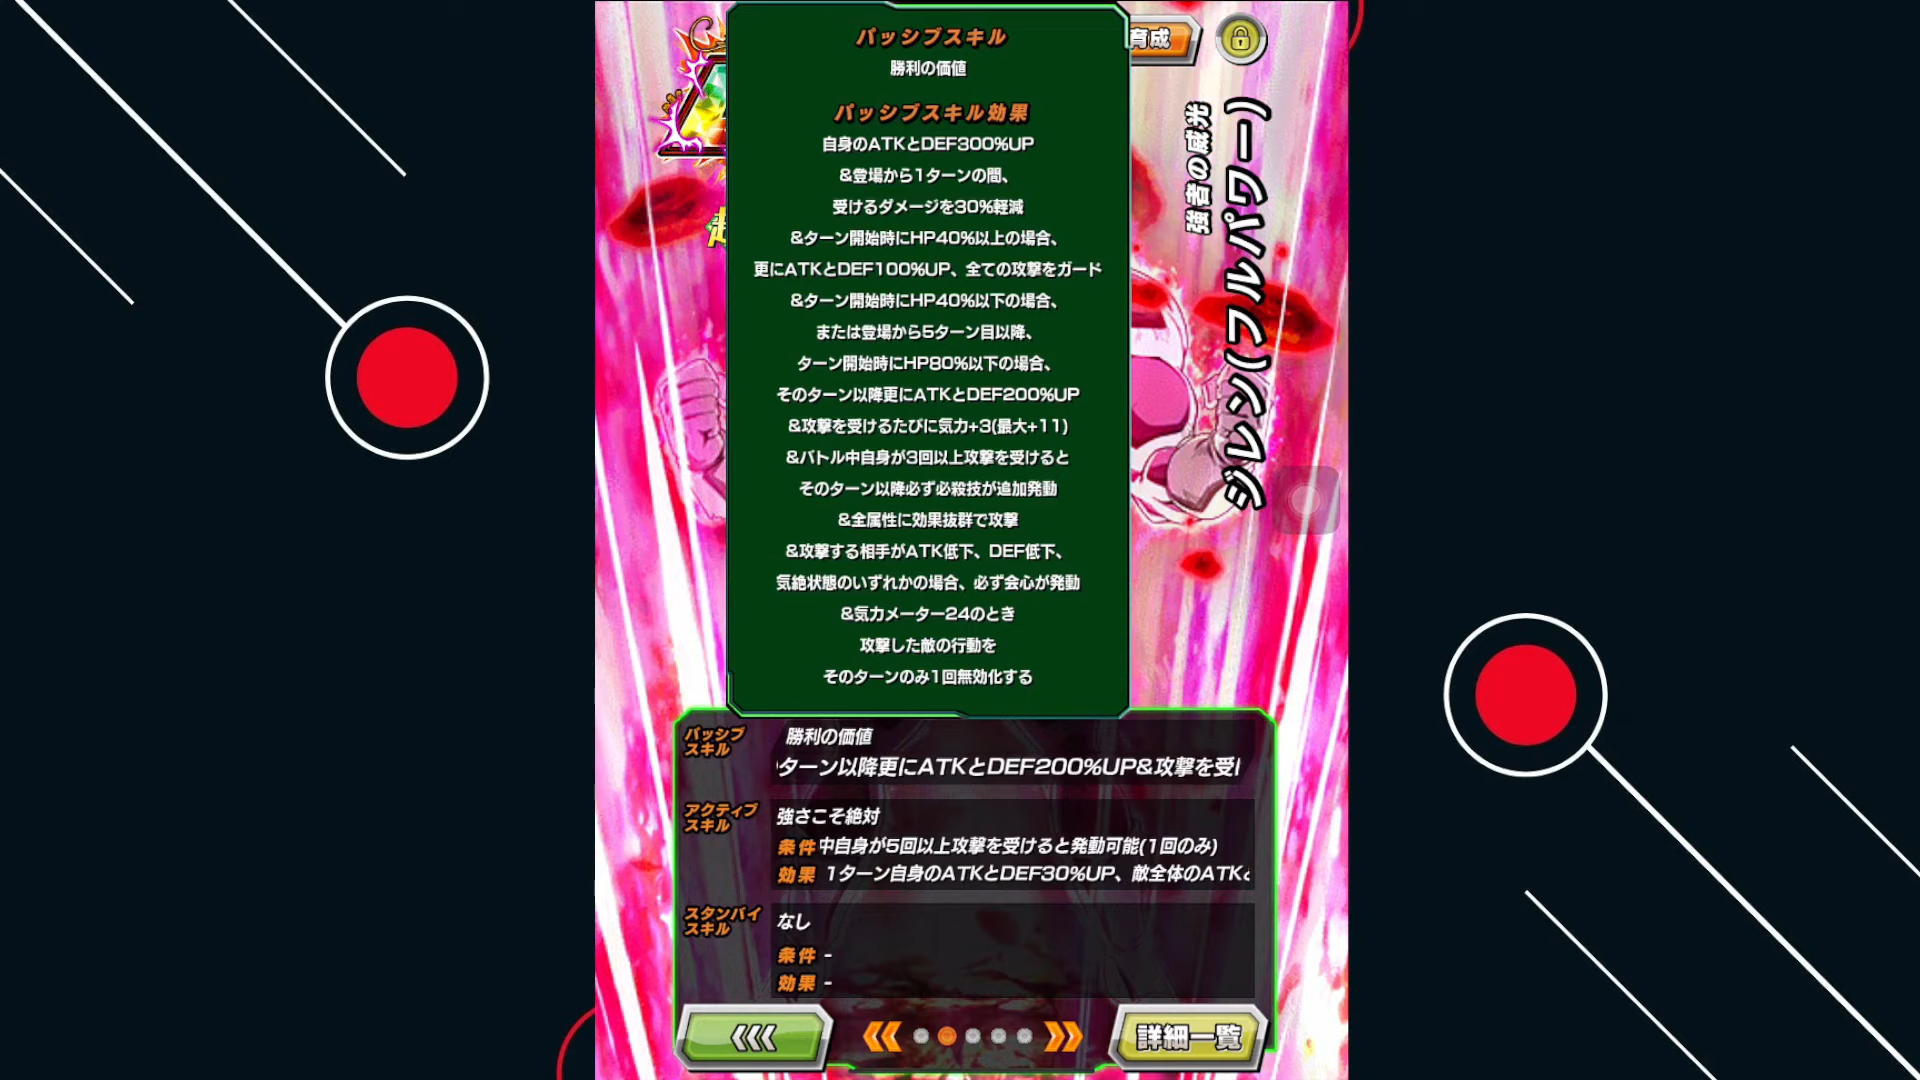 パッシブスキル
勝利の価値
パッシブスキル効果
自身のATKとDEF300%UP
&登場から1ターンの間、
受けるダメージを30%軽減
&ターン開始時にHP40%以上の場合、
更にATKとDEF100%UP、全ての攻撃をガード
&ターン開始時にHP40%以下の場合、
または登場から5ターン目以降、
ターン開始時にHP80%以下の場合、
そのターン以降更にATKとDEF200%UP
&攻撃を受けるたびに気力+3(最大+11)
&バトル中自身が3回以上攻撃を受けると
そのターン以降必ず必殺技が追加発動
&全属性に効果抜群で攻撃
&攻撃する相手がATK低下、DEF低下、
気絶状態のいずれかの場合、必ず会心が発動
&気力メーター24のとき
攻撃した敵の行動を
そのターンのみ1回無効化する
育成
強者の威光
ジレン(フルパワー)
パッシブ
スキル
勝利の価値
ターン以降更にATKとDEF200%UP&攻撃を受け
アクティブ
スキル
強さこそ絶対
条件 中自身が5回以上攻撃を受けると発動可能(1回のみ)
効果 1ターン自身のATKとDEF30%UP、敵全体のATKと
スタンバイ
スキル
なし
条件 -
効果 -
詳細一覧